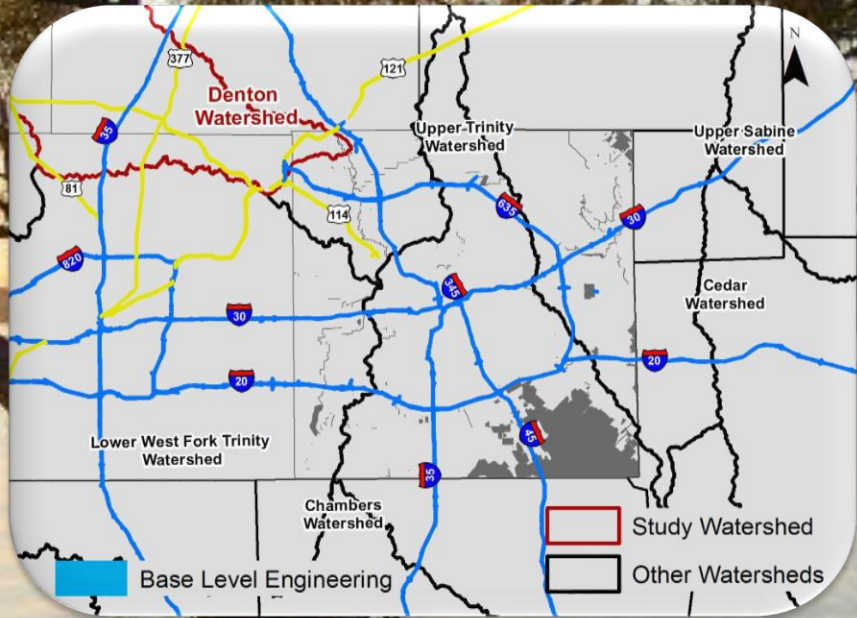 N
377
121
Denton
Watershed
35
Upper Trinity
Watershed
Upper Sabine
Watershed
81
114
635
30
820
345
Cedar
Watershed
30
20
20
Lower West Fork Trinity
Watershed
45
35
Chambers
Watershed
Study Watershed
Base Level Engineering
Other Watersheds